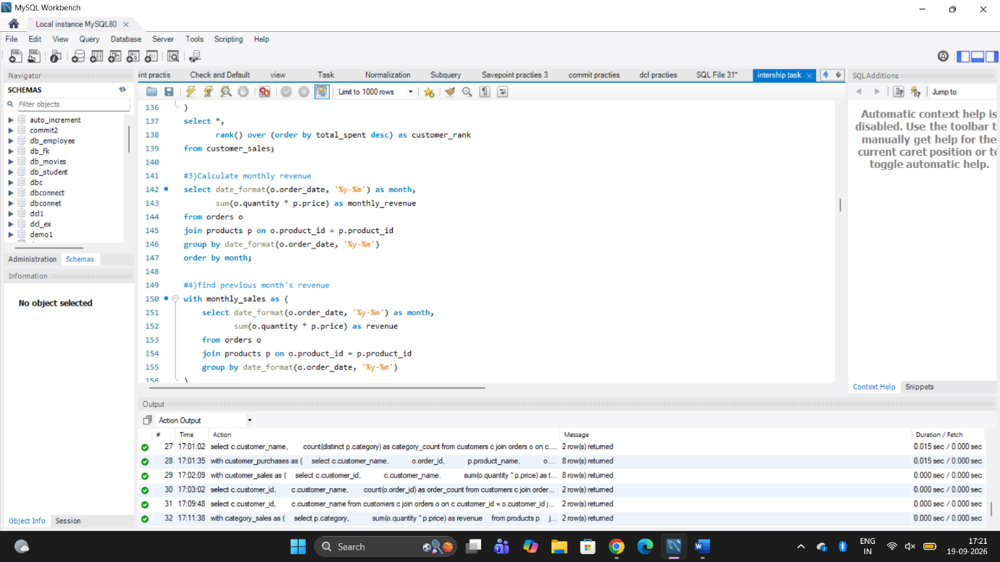 MySQL Workbench
Local instance MySQL80
File Edit View Query Database Server Tools Scripting Help
Navigator
SCHEMAS
Filter objects
auto_increment
commit2
db_employee
db_fk
db_movies
db_student
dbc
dbconnect
dbconnet
dcl1
dcl_ex
demo1
Administration Schemas
Information
No object selected
Object Info Session
int practis Check and Default view Task Normalization Subquery Savepoint practies 3 commit practies dcl practies SQL File 31* intership task
Limit to 1000 rows
136 )
137 select *,
138 rank() over (order by total_spent desc) as customer_rank
139 from customer_sales;
140
141 #3)Calculate monthly revenue
142 select date_format(o.order_date, '%y-%m') as month,
143 sum(o.quantity * p.price) as monthly_revenue
144 from orders o
145 join products p on o.product_id = p.product_id
146 group by date_format(o.order_date, '%y-%m')
147 order by month;
148
149 #4)find previous month's revenue
150 with monthly_sales as (
151 select date_format(o.order_date, '%y-%m') as month,
152 sum(o.quantity * p.price) as revenue
153 from orders o
154 join products p on o.product_id = p.product_id
155 group by date_format(o.order_date, '%y-%m')
156 )
SQLAdditions
Jump to
Automatic context help is
disabled. Use the toolbar t
manually get help for the
current caret position or to
toggle automatic help.
Context Help Snippets
Output
Action Output
# Time Action Message Duration / Fetch
27 17:01:02 select c.customer_name, count(distinct p.category) as category_count from customers c join orders o on c.... 2 row(s) returned 0.015 sec / 0.000 sec
28 17:01:35 with customer_purchases as ( select c.customer_name, o.order_id, p.product_name, o.... 8 row(s) returned 0.015 sec / 0.000 sec
29 17:02:09 with customer_sales as ( select c.customer_id, c.customer_name, sum(o.quantity * p.price) as t... 8 row(s) returned 0.000 sec / 0.000 sec
30 17:03:02 select c.customer_id, c.customer_name, count(o.order_id) as order_count from customers c join order... 2 row(s) returned 0.000 sec / 0.000 sec
31 17:09:48 select c.customer_id, c.customer_name from customers c join orders o on c.customer_id = o.customer_id j... 2 row(s) returned 0.000 sec / 0.000 sec
32 17:11:38 with category_sales as ( select p.category, sum(o.quantity * p.price) as revenue from products p j... 2 row(s) returned 0.000 sec / 0.000 sec
Search
ENG
IN
17:21
19-09-2026